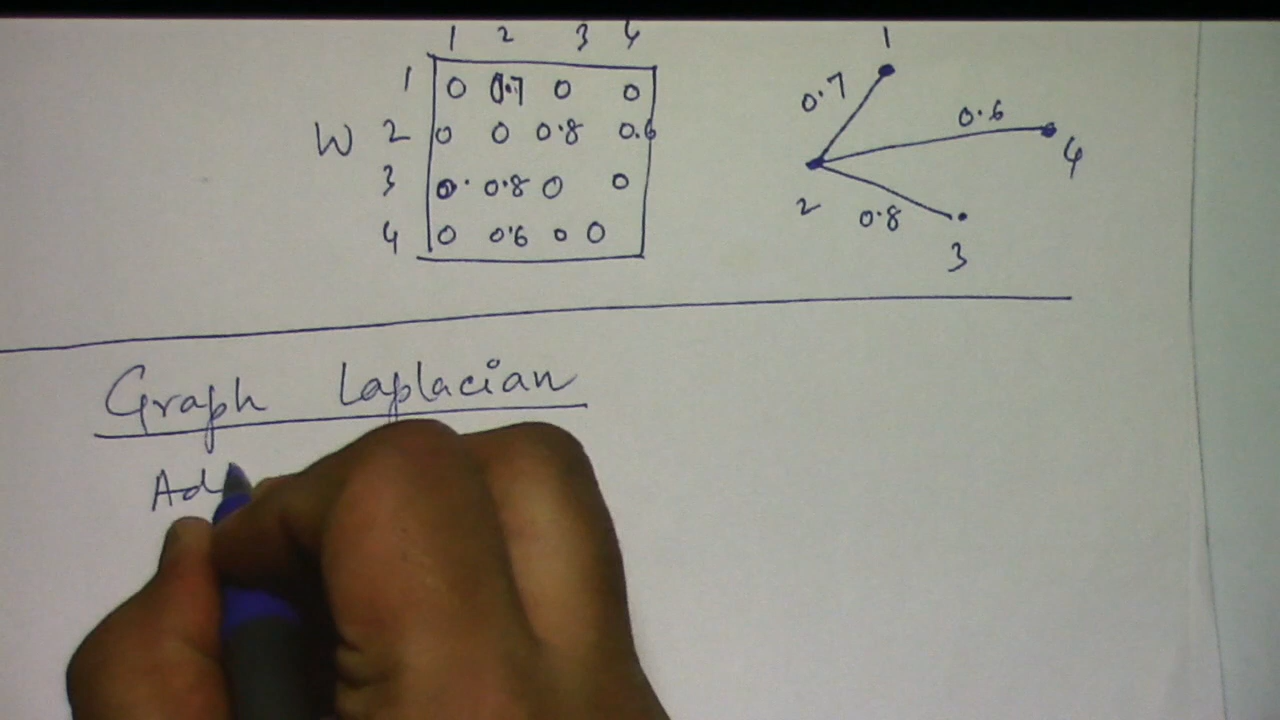 1 2 3 4
1 0 0.7 0 0
W 2 0 0 0.8 0.6
3 0 0.8 0 0
4 0 0.6 0 0
1
0.7
0.6
4
2
0.8
3
Graph Laplacian
Ad